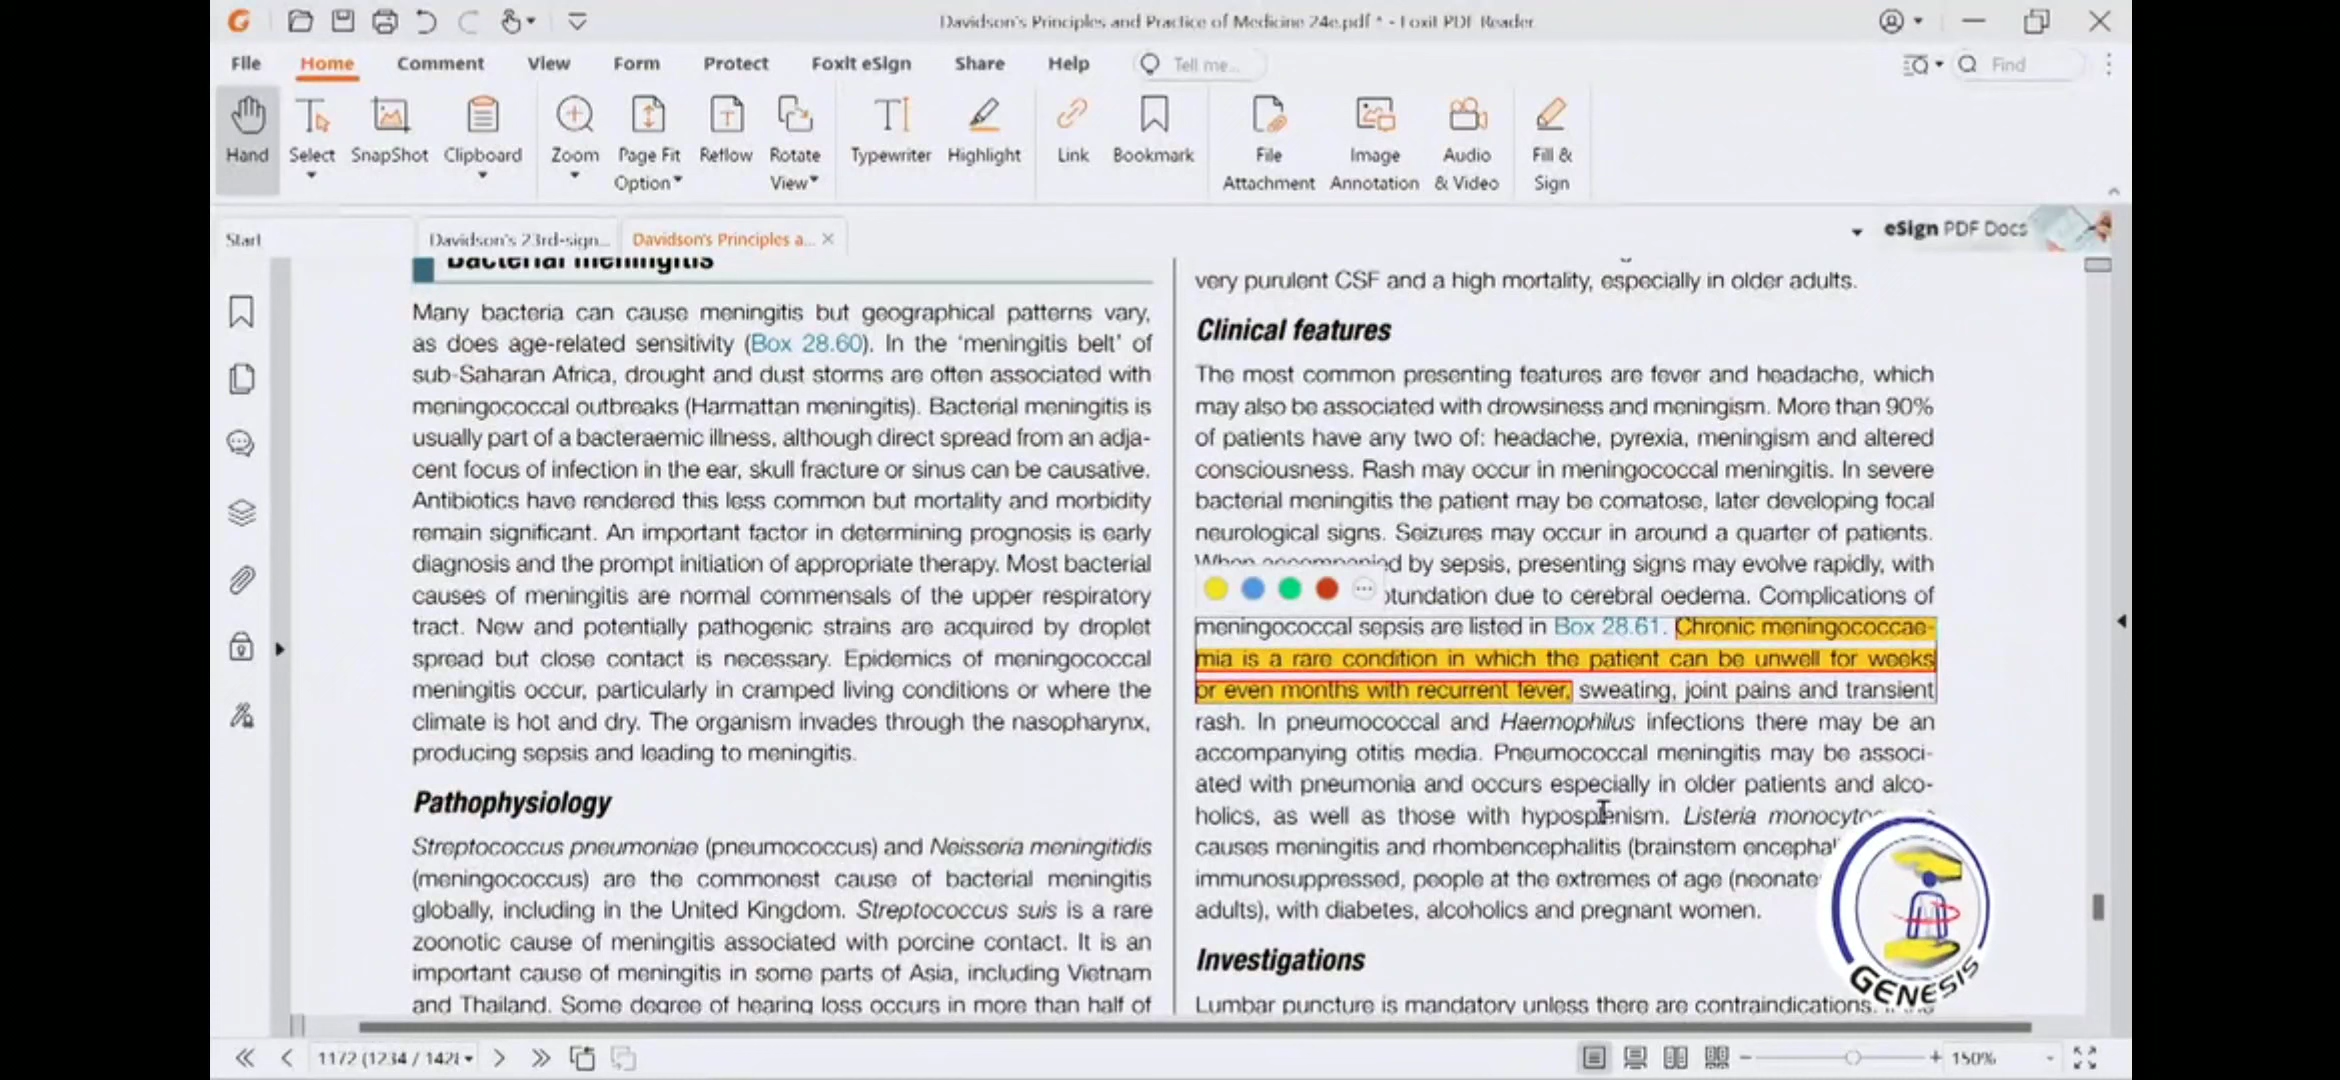 Davidson's Principles and Practice of Medicine 24e.pdf * - Foxit PDF Reader
File Home Comment View Form Protect Foxit eSign Share Help Tell me... Find
Hand Select SnapShot Clipboard Zoom Page Fit Option Reflow Rotate View Typewriter Highlight Link Bookmark File Attachment Image Annotation Audio & Video Fill & Sign
Start Davidson's 23rd-sign... Davidson's Principles a... eSign PDF Docs
Bacterial meningitis
Many bacteria can cause meningitis but geographical patterns vary,
as does age-related sensitivity (Box 28.60). In the 'meningitis belt' of
sub-Saharan Africa, drought and dust storms are often associated with
meningococcal outbreaks (Harmattan meningitis). Bacterial meningitis is
usually part of a bacteraemic illness, although direct spread from an adja-
cent focus of infection in the ear, skull fracture or sinus can be causative.
Antibiotics have rendered this less common but mortality and morbidity
remain significant. An important factor in determining prognosis is early
diagnosis and the prompt initiation of appropriate therapy. Most bacterial
causes of meningitis are normal commensals of the upper respiratory
tract. New and potentially pathogenic strains are acquired by droplet
spread but close contact is necessary. Epidemics of meningococcal
meningitis occur, particularly in cramped living conditions or where the
climate is hot and dry. The organism invades through the nasopharynx,
producing sepsis and leading to meningitis.
Pathophysiology
Streptococcus pneumoniae (pneumococcus) and Neisseria meningitidis
(meningococcus) are the commonest cause of bacterial meningitis
globally, including in the United Kingdom. Streptococcus suis is a rare
zoonotic cause of meningitis associated with porcine contact. It is an
important cause of meningitis in some parts of Asia, including Vietnam
and Thailand. Some degree of hearing loss occurs in more than half of
very purulent CSF and a high mortality, especially in older adults.
Clinical features
The most common presenting features are fever and headache, which
may also be associated with drowsiness and meningism. More than 90%
of patients have any two of: headache, pyrexia, meningism and altered
consciousness. Rash may occur in meningococcal meningitis. In severe
bacterial meningitis the patient may be comatose, later developing focal
neurological signs. Seizures may occur in around a quarter of patients.
When accompanied by sepsis, presenting signs may evolve rapidly, with
otundation due to cerebral oedema. Complications of
meningococcal sepsis are listed in Box 28.61. Chronic meningococcae-
mia is a rare condition in which the patient can be unwell for weeks
or even months with recurrent fever, sweating, joint pains and transient
rash. In pneumococcal and Haemophilus infections there may be an
accompanying otitis media. Pneumococcal meningitis may be associ-
ated with pneumonia and occurs especially in older patients and alco-
holics, as well as those with hyposplenism. Listeria monocyto
causes meningitis and rhombencephalitis (brainstem encephal
immunosuppressed, people at the extremes of age (neonate
adults), with diabetes, alcoholics and pregnant women.
Investigations
Lumbar puncture is mandatory unless there are contraindications.
GENESIS
1172 (1234 / 142 150%